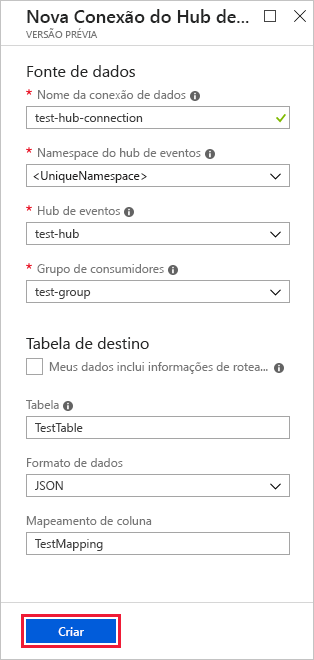 Nova Conexão do Hub de...
VERSÃO PRÉVIA
Fonte de dados
* Nome da conexão de dados
test-hub-connection
* Namespace do hub de eventos
<UniqueNamespace>
* Hub de eventos
test-hub
* Grupo de consumidores
test-group
Tabela de destino
Meus dados inclui informações de rotea...
Tabela
TestTable
Formato de dados
JSON
Mapeamento de coluna
TestMapping
Criar